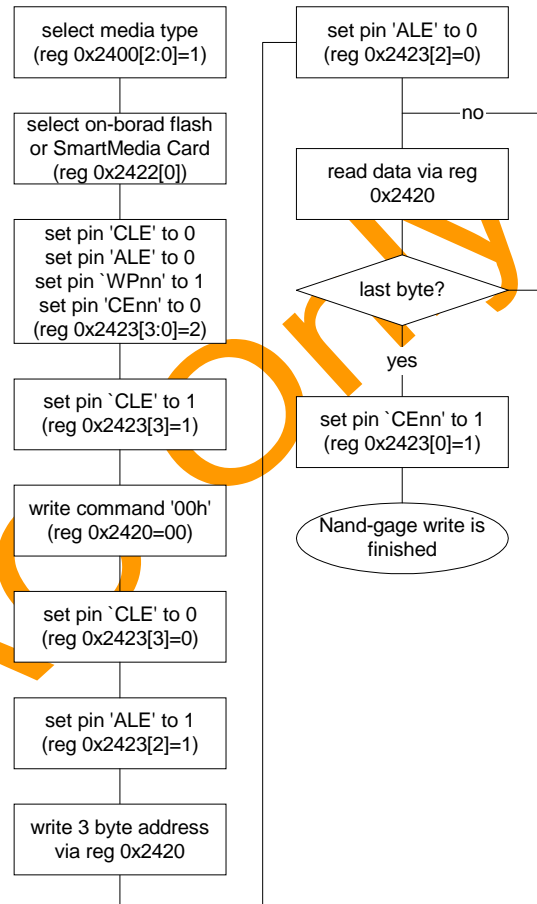 select media type
(reg 0x2400[2:0]=1)
select on-borad flash
or SmartMedia Card
(reg 0x2422[0])
set pin 'CLE' to 0
set pin 'ALE' to 0
set pin `WPnn' to 1
set pin 'CEnn' to 0
(reg 0x2423[3:0]=2)
set pin `CLE' to 1
(reg 0x2423[3]=1)
write command '00h'
(reg 0x2420=00)
set pin `CLE' to 0
(reg 0x2423[3]=0)
set pin 'ALE' to 1
(reg 0x2423[2]=1)
write 3 byte address
via reg 0x2420
set pin 'ALE' to 0
(reg 0x2423[2]=0)
no
read data via reg
0x2420
last byte?
yes
set pin `CEnn' to 1
(reg 0x2423[0]=1)
Nand-gage write is
finished